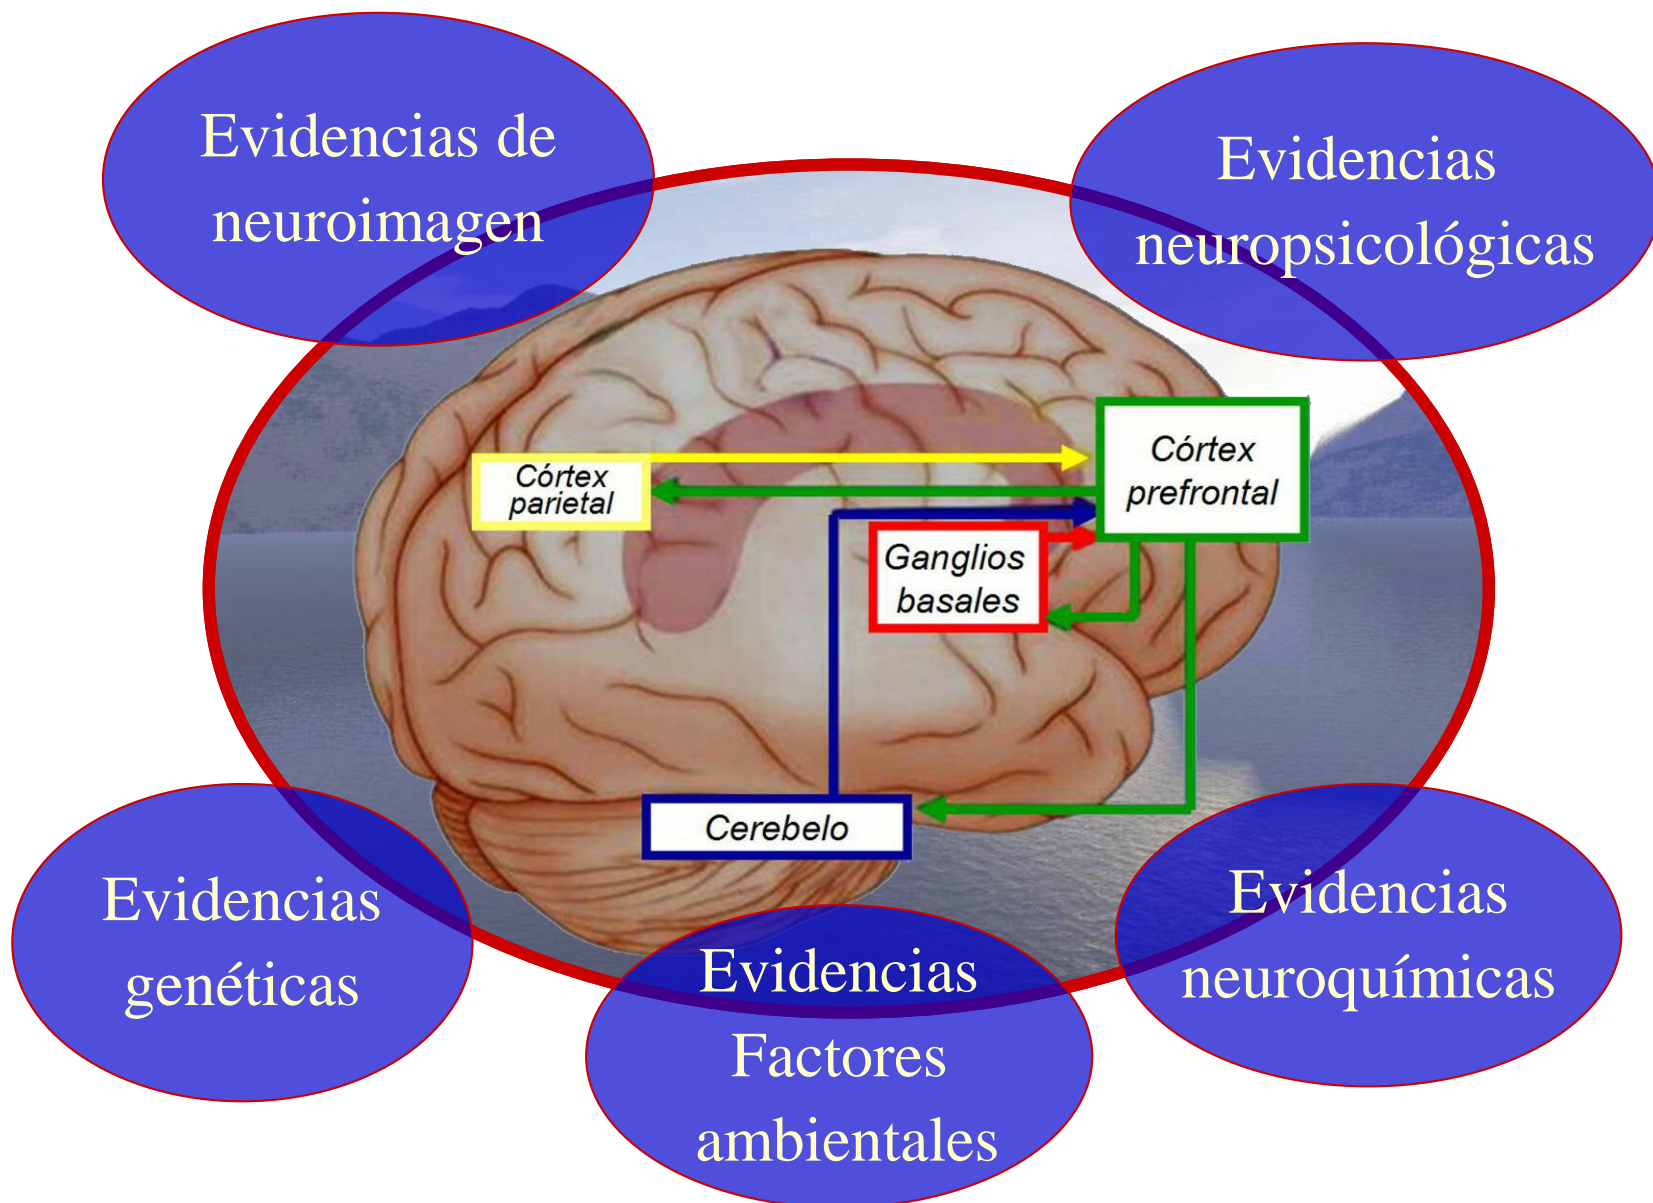 Evidencias de
neuroimagen
Evidencias
neuropsicológicas
Córtex
parietal
Córtex
prefrontal
Ganglios
basales
Cerebelo
Evidencias
genéticas
Evidencias
Factores
ambientales
Evidencias
neuroquímicas